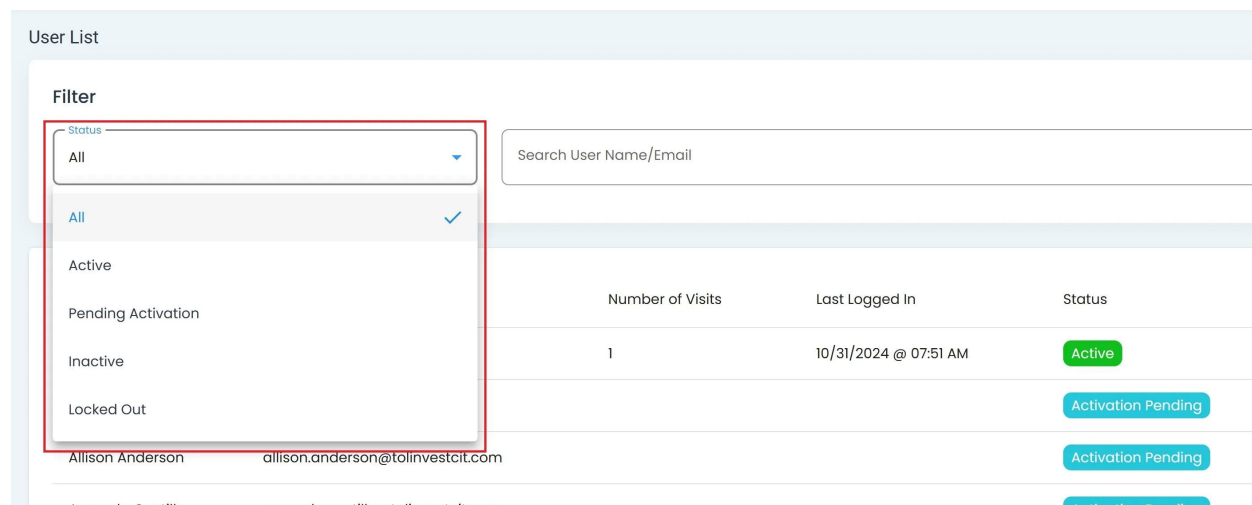 User List
Filter
Status
All
Search User Name/Email
All
Active
Pending Activation
Inactive
Locked Out
Number of Visits Last Logged In Status
1 10/31/2024 @ 07:51 AM Active
Activation Pending
Allison Anderson allison.anderson@tolinvestcit.com Activation Pending